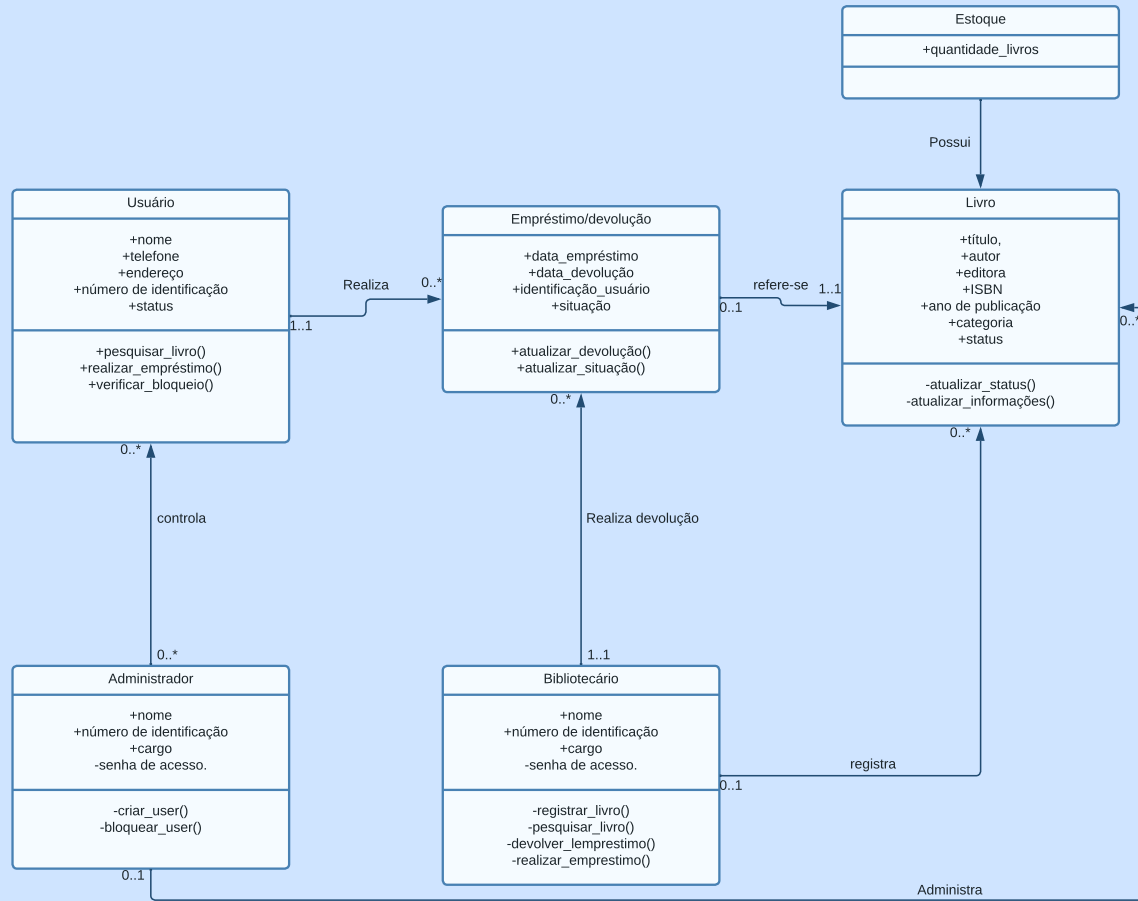 Estoque
+quantidade_livros
Possui
Usuário
+nome
+telefone
+endereço
+número de identificação
+status
+pesquisar_livro()
+realizar_empréstimo()
+verificar_bloqueio()
Realiza
1..1
0..*
Empréstimo/devolução
+data_empréstimo
+data_devolução
+identificação_usuário
+situação
+atualizar_devolução()
+atualizar_situação()
refere-se
0..1
1..1
Livro
+título,
+autor
+editora
+ISBN
+ano de publicação
+categoria
+status
-atualizar_status()
-atualizar_informações()
0..*
0..*
controla
0..*
0..*
Realiza devolução
1..1
0..*
Administrador
+nome
+número de identificação
+cargo
-senha de acesso.
-criar_user()
-bloquear_user()
0..1
Bibliotecário
+nome
+número de identificação
+cargo
-senha de acesso.
-registrar_livro()
-pesquisar_livro()
-devolver_lemprestimo()
-realizar_emprestimo()
0..1
registra
Administra